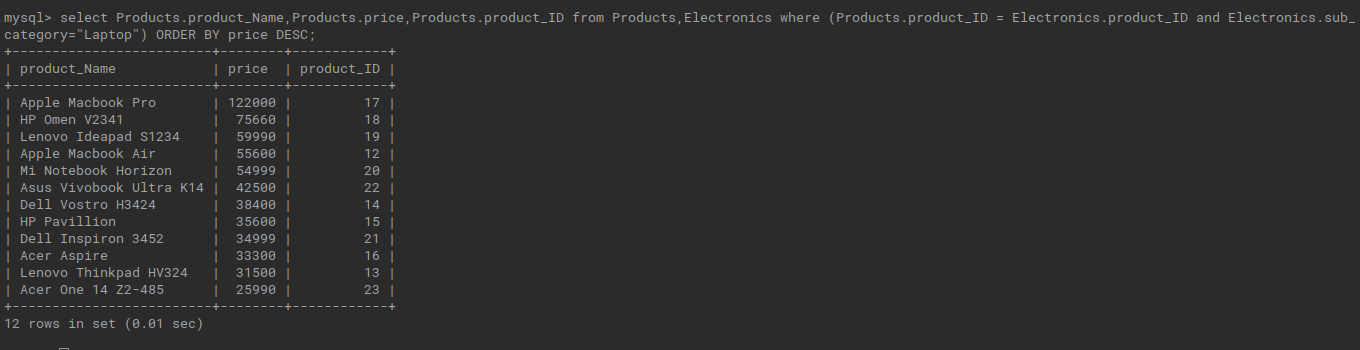 mysql> select Products.product_Name,Products.price,Products.product_ID from Products,Electronics where (Products.product_ID = Electronics.product_ID and Electronics.sub_
category="Laptop") ORDER BY price DESC;
+-------------------------+--------+------------+
| product_Name            | price  | product_ID |
+-------------------------+--------+------------+
| Apple Macbook Pro       | 122000 |         17 |
| HP Omen V2341           |  75660 |         18 |
| Lenovo Ideapad S1234    |  59990 |         19 |
| Apple Macbook Air       |  55600 |         12 |
| Mi Notebook Horizon     |  54999 |         20 |
| Asus Vivobook Ultra K14 |  42500 |         22 |
| Dell Vostro H3424       |  38400 |         14 |
| HP Pavillion            |  35600 |         15 |
| Dell Inspiron 3452      |  34999 |         21 |
| Acer Aspire             |  33300 |         16 |
| Lenovo Thinkpad HV324   |  31500 |         13 |
| Acer One 14 Z2-485      |  25990 |         23 |
+-------------------------+--------+------------+
12 rows in set (0.01 sec)